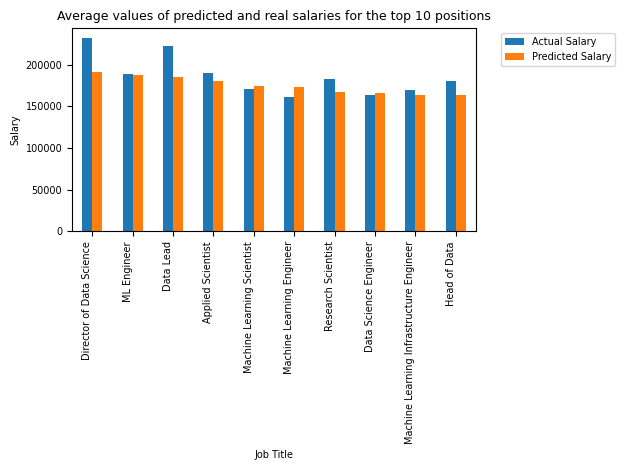 Average values of predicted and real salaries for the top 10 positions
Actual Salary
Predicted Salary
Salary
200000
150000
100000
50000
0
Director of Data Science
ML Engineer
Data Lead
Applied Scientist
Machine Learning Scientist
Machine Learning Engineer
Research Scientist
Data Science Engineer
Machine Learning Infrastructure Engineer
Head of Data
Job Title